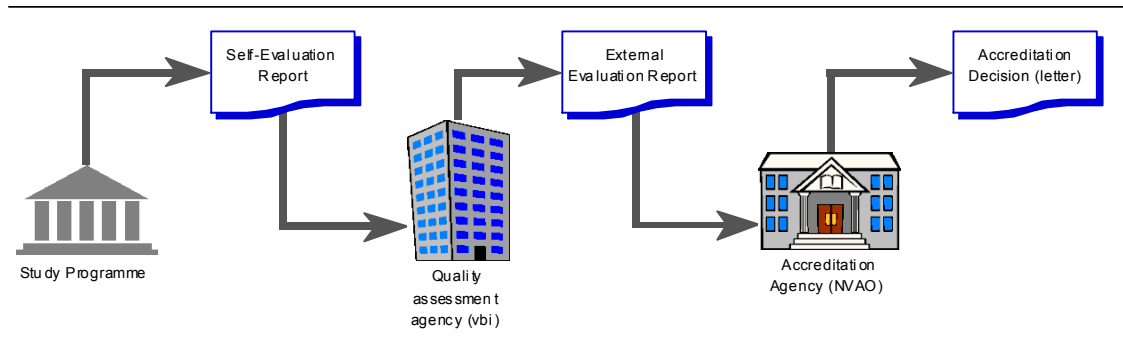 Self-Evaluation
Report
External
Evaluation Report
Accreditation
Decision (letter)
Study Programme
Quality
assessment
agency (vbi)
Accreditation
Agency (NVAO)